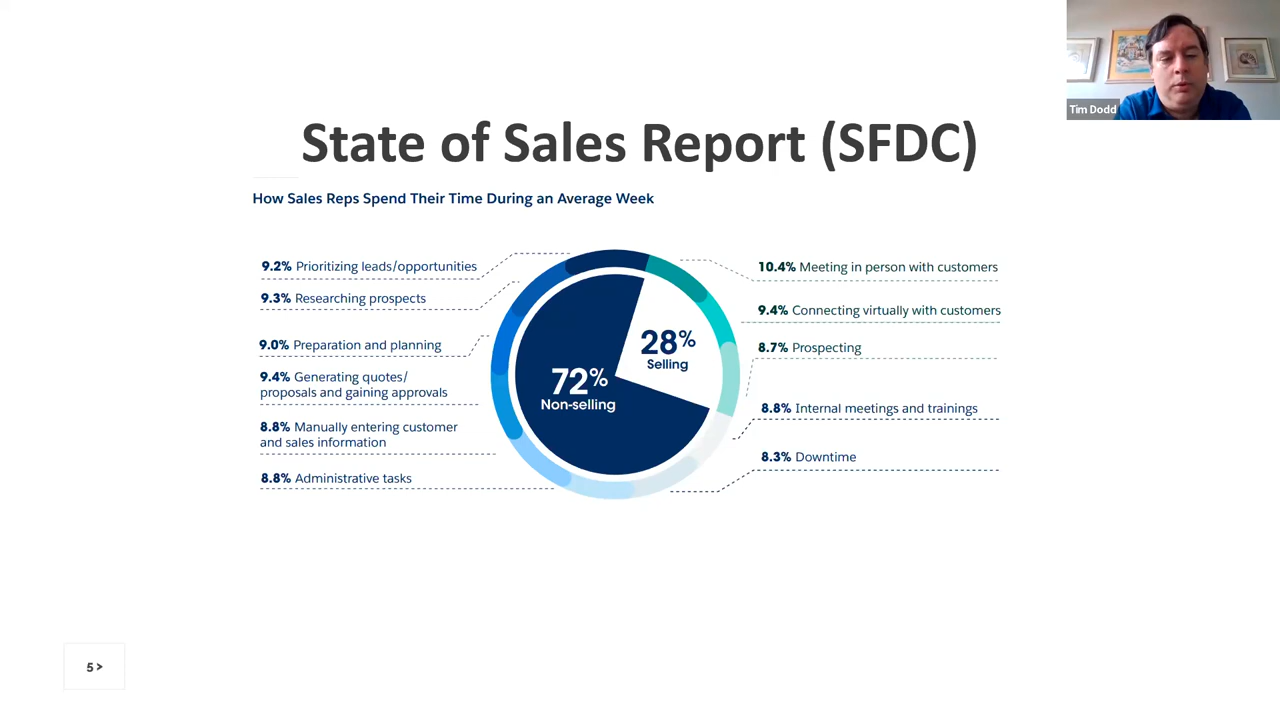 Tim Dodd
State of Sales Report (SFDC)
How Sales Reps Spend Their Time During an Average Week
9.2% Prioritizing leads/opportunities
9.3% Researching prospects
9.0% Preparation and planning
9.4% Generating quotes/
proposals and gaining approvals
8.8% Manually entering customer
and sales information
8.8% Administrative tasks
72%
Non-selling
28%
Selling
10.4% Meeting in person with customers
9.4% Connecting virtually with customers
8.7% Prospecting
8.8% Internal meetings and trainings
8.3% Downtime
5 >